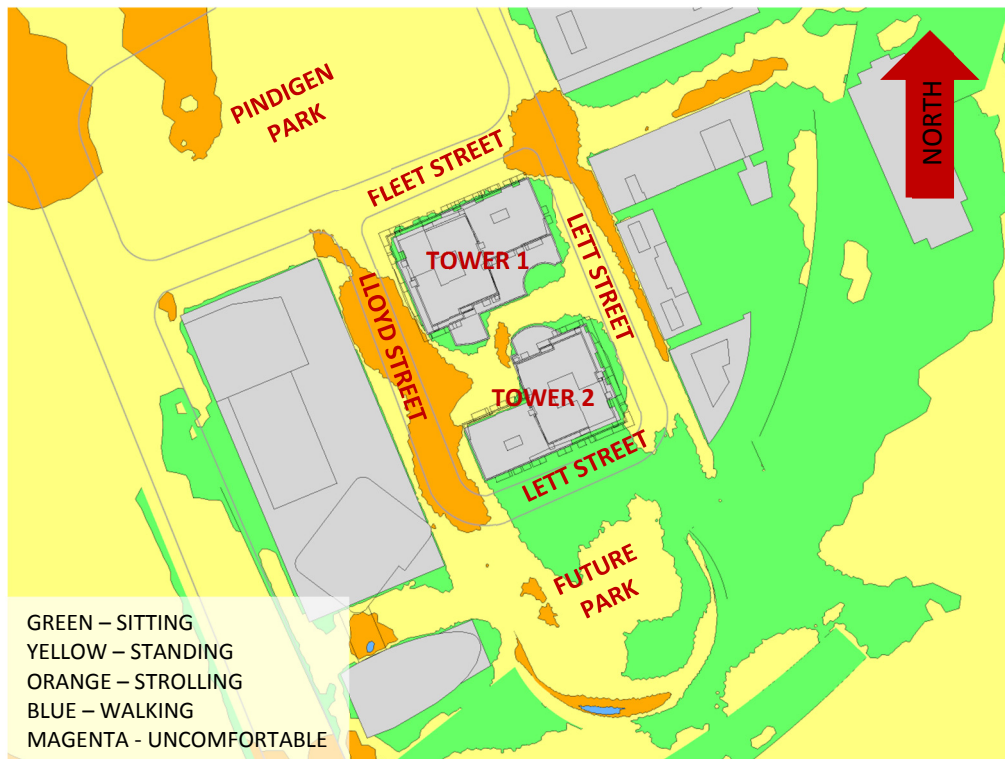 PINDIGEN
PARK
NORTH
FLEET STREET
TOWER 1
LETT STREET
LLOYD STREET
TOWER 2
LETT STREET
FUTURE
PARK
GREEN – SITTING
YELLOW – STANDING
ORANGE – STROLLING
BLUE – WALKING
MAGENTA - UNCOMFORTABLE